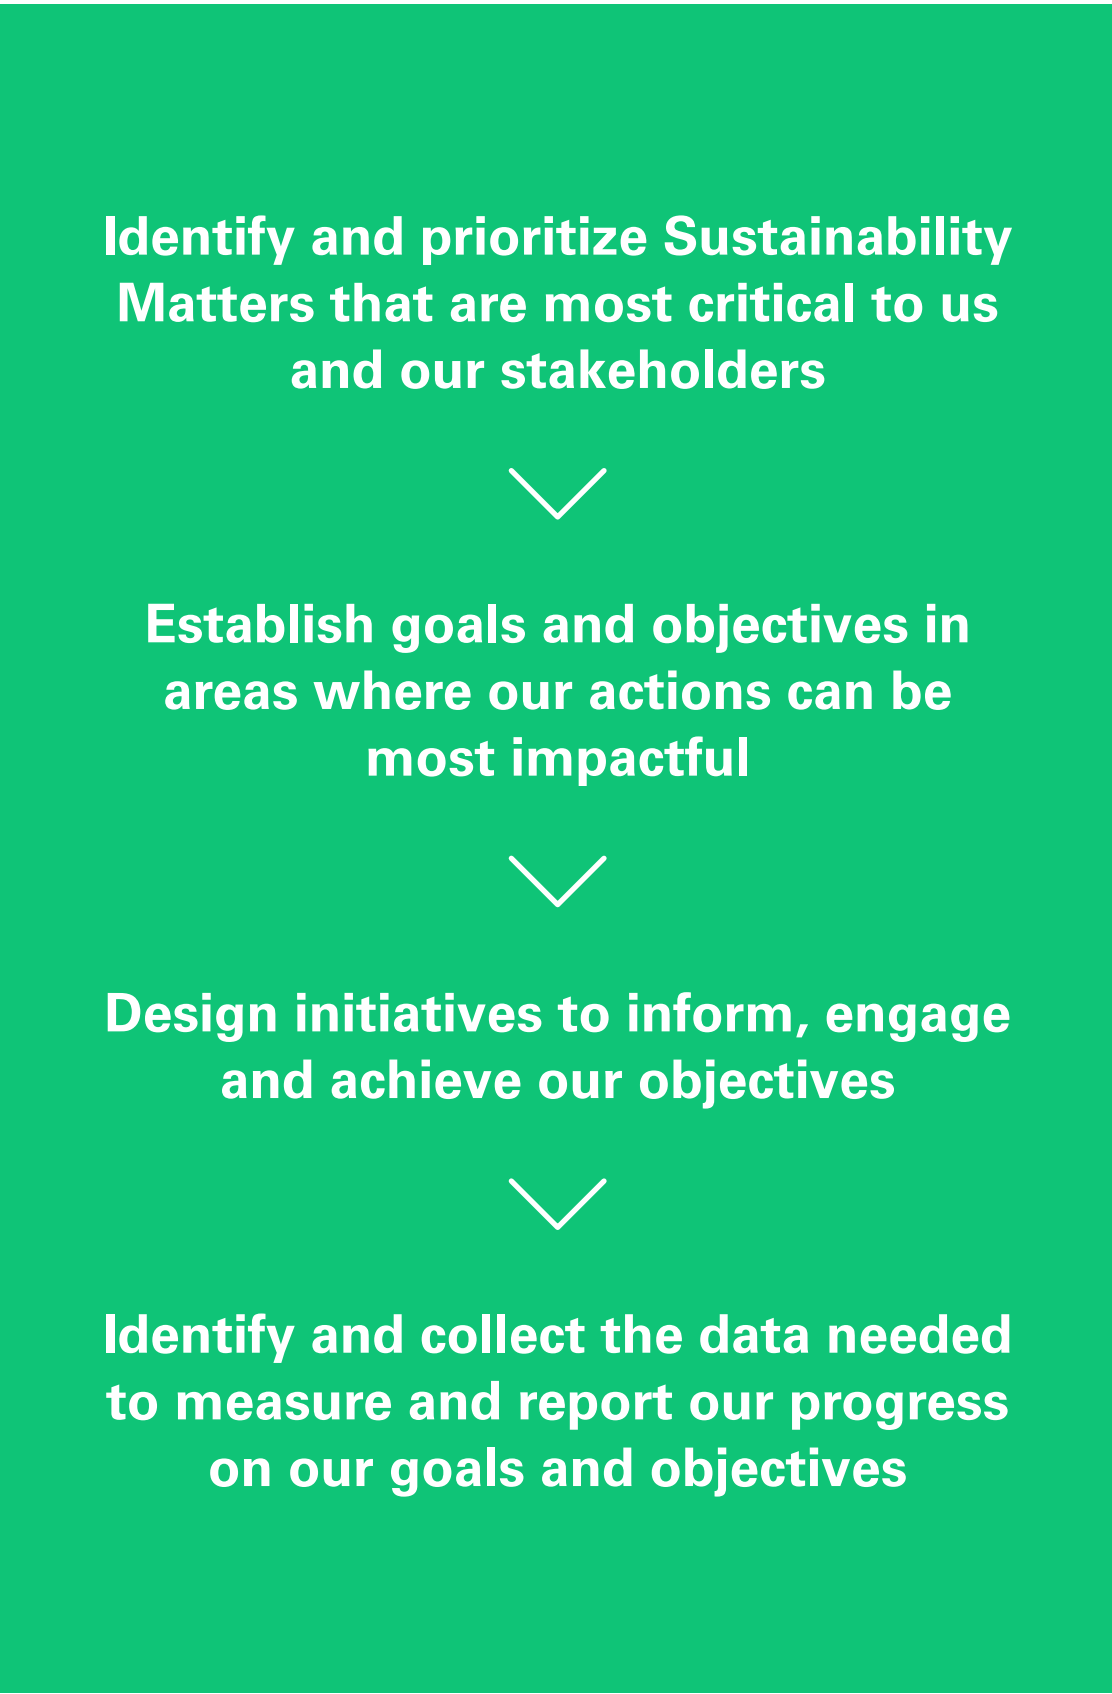 Identify and prioritize Sustainability
Matters that are most critical to us
and our stakeholders
Establish goals and objectives in
areas where our actions can be
most impactful
Design initiatives to inform, engage
and achieve our objectives
Identify and collect the data needed
to measure and report our progress
on our goals and objectives